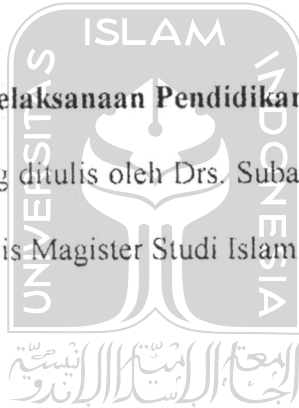 ISLAM
UNIVERSITAS
INDONESIA
elaksanaan Pendidikan
g ditulis oleh Drs. Suba
is Magister Studi Islam